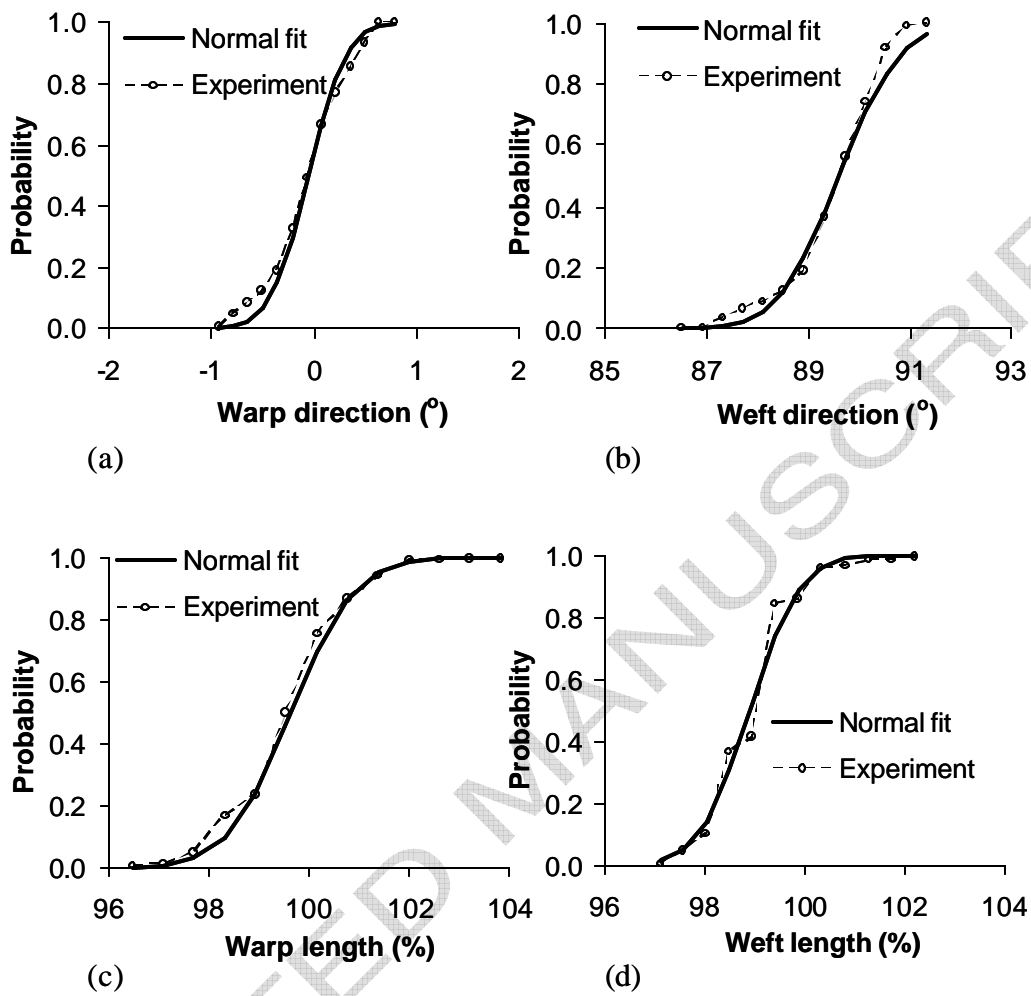 1.0
0.8
0.6
0.4
0.2
0.0
Probability
Normal fit
Experiment
-2 -1 0 1 2
Warp direction (o)
(a)
1.0
0.8
0.6
0.4
0.2
0.0
Probability
Normal fit
Experiment
85 87 89 91 93
Weft direction (o)
(b)
1.0
0.8
0.6
0.4
0.2
0.0
Probability
Normal fit
Experiment
96 98 100 102 104
Warp length (%)
(c)
1.0
0.8
0.6
0.4
0.2
0.0
Probability
Normal fit
Experiment
96 98 100 102 104
Weft length (%)
(d)
TED MANUSCRIP